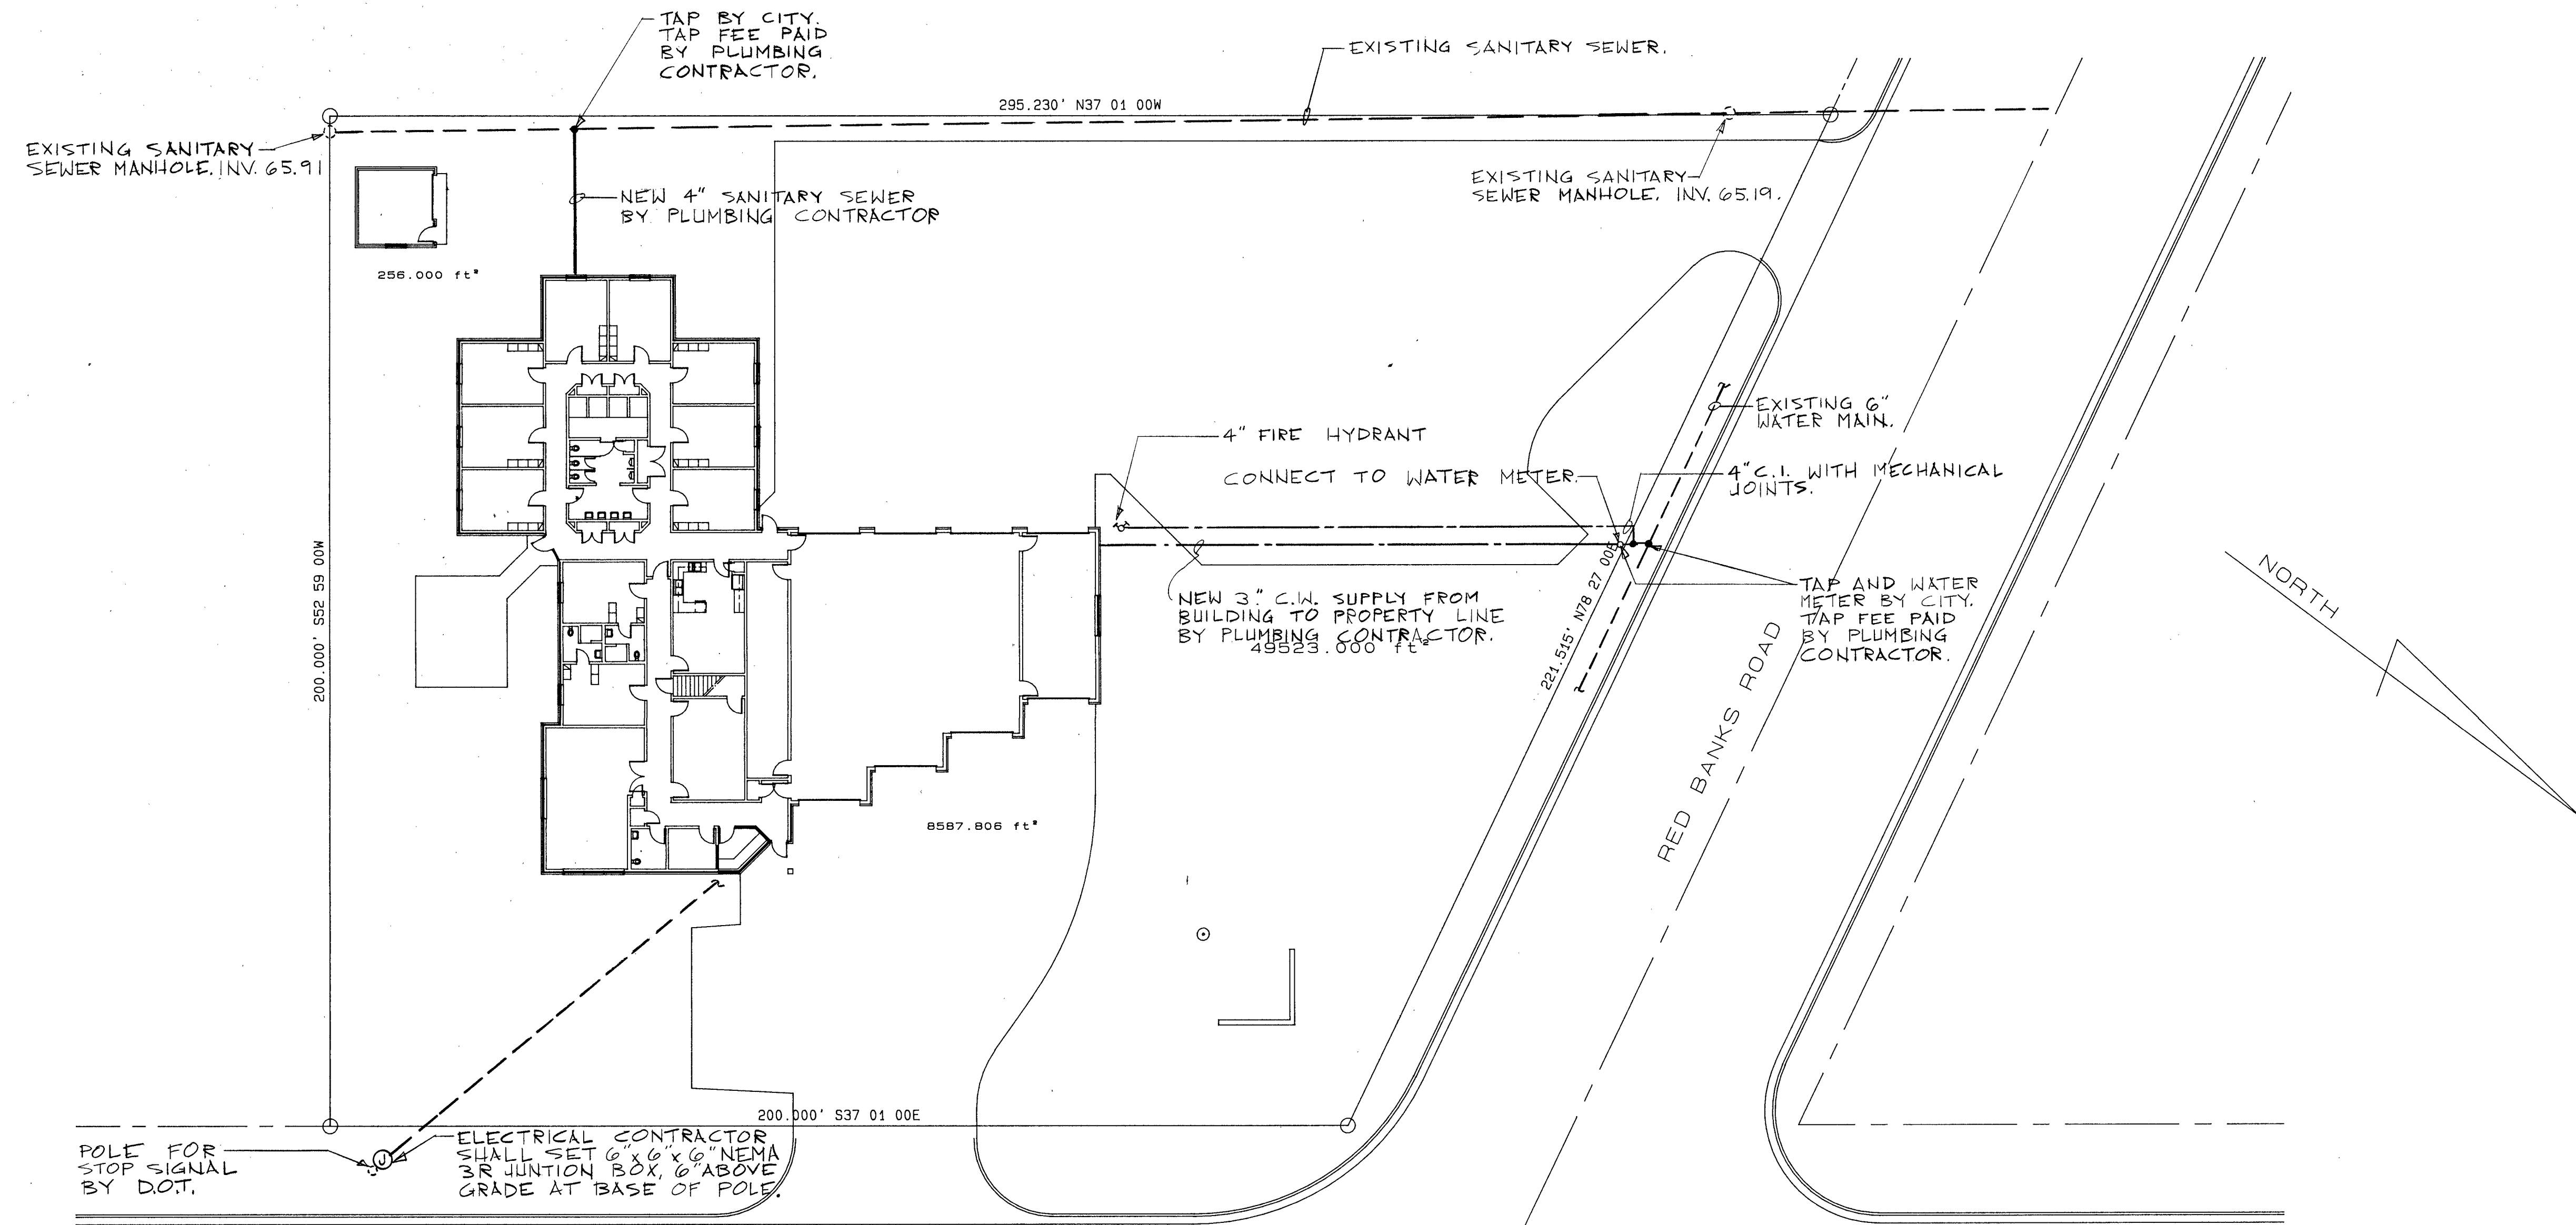 TAP BY CITY.
TAP FEE PAID
BY PLUMBING
CONTRACTOR.
EXISTING SANITARY SEWER.
295.230' N37 01 00W
EXISTING SANITARY
SEWER MANHOLE. INV. 65.91
EXISTING SANITARY
SEWER MANHOLE. INV. 65.19.
NEW 4" SANITARY SEWER
BY PLUMBING CONTRACTOR
256.000 ft²
EXISTING 6"
WATER MAIN.
4" FIRE HYDRANT
CONNECT TO WATER METER.
4" C.I. WITH MECHANICAL
JOINTS.
NEW 3" C.W. SUPPLY FROM
BUILDING TO PROPERTY LINE
BY PLUMBING CONTRACTOR.
49523.000 ft²
TAP AND WATER
METER BY CITY.
TAP FEE PAID
BY PLUMBING
CONTRACTOR.
NORTH
200.000' S52 59 00W
221.515' N78 27 00E
RED BANKS ROAD
8587.806 ft²
200.000' S37 01 00E
POLE FOR
STOP SIGNAL
BY D.O.T.
J
ELECTRICAL CONTRACTOR
SHALL SET 6"x 6"x 6" NEMA
3R JUNTION BOX, 6" ABOVE
GRADE AT BASE OF POLE.